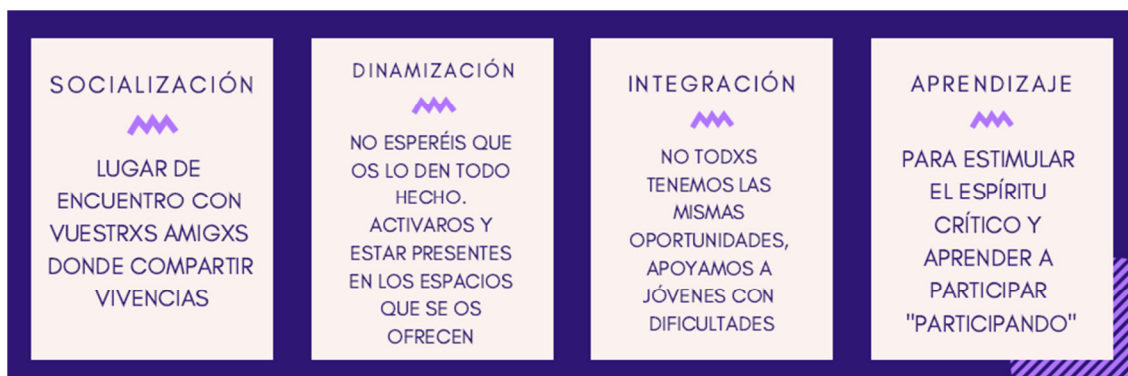 SOCIALIZACIÓN
LUGAR DE
ENCUENTRO CON
VUESTRXS AMIGXS
DONDE COMPARTIR
VIVENCIAS
DINAMIZACIÓN
NO ESPERÉIS QUE
OS LO DEN TODO
HECHO.
ACTIVAROS Y
ESTAR PRESENTES
EN LOS ESPACIOS
QUE SE OS
OFRECEN
INTEGRACIÓN
NO TODXS
TENEMOS LAS
MISMAS
OPORTUNIDADES,
APOYAMOS A
JÓVENES CON
DIFICULTADES
APRENDIZAJE
PARA ESTIMULAR
EL ESPÍRITU
CRÍTICO Y
APRENDER A
PARTICIPAR
"PARTICIPANDO"